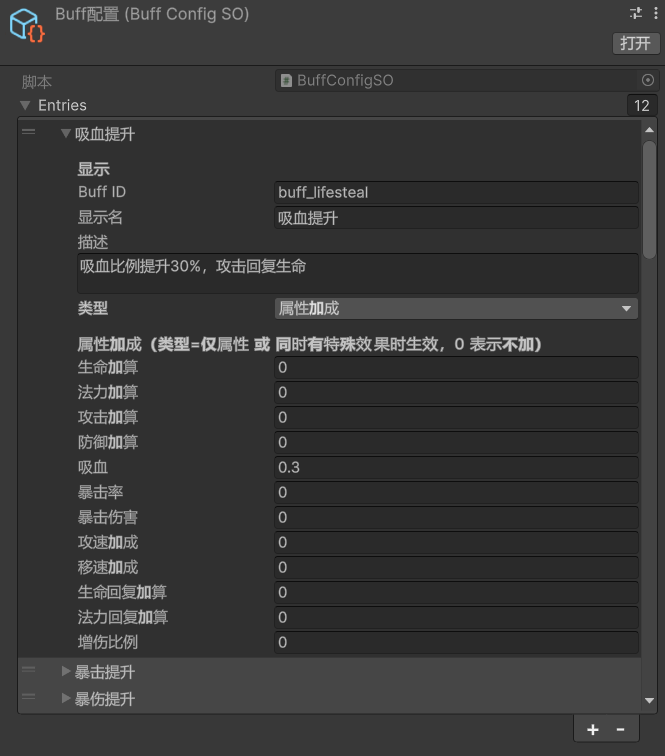 Buff配置 (Buff Config SO)
打开
脚本 BuffConfigSO
Entries 12
吸血提升
显示
Buff ID buff_lifesteal
显示名 吸血提升
描述
吸血比例提升30%，攻击回复生命
类型 属性加成
属性加成（类型=仅属性 或 同时有特殊效果时生效，0 表示不加）
生命加算 0
法力加算 0
攻击加算 0
防御加算 0
吸血 0.3
暴击率 0
暴击伤害 0
攻速加成 0
移速加成 0
生命回复加算 0
法力回复加算 0
增伤比例 0
暴击提升
暴伤提升
+ -